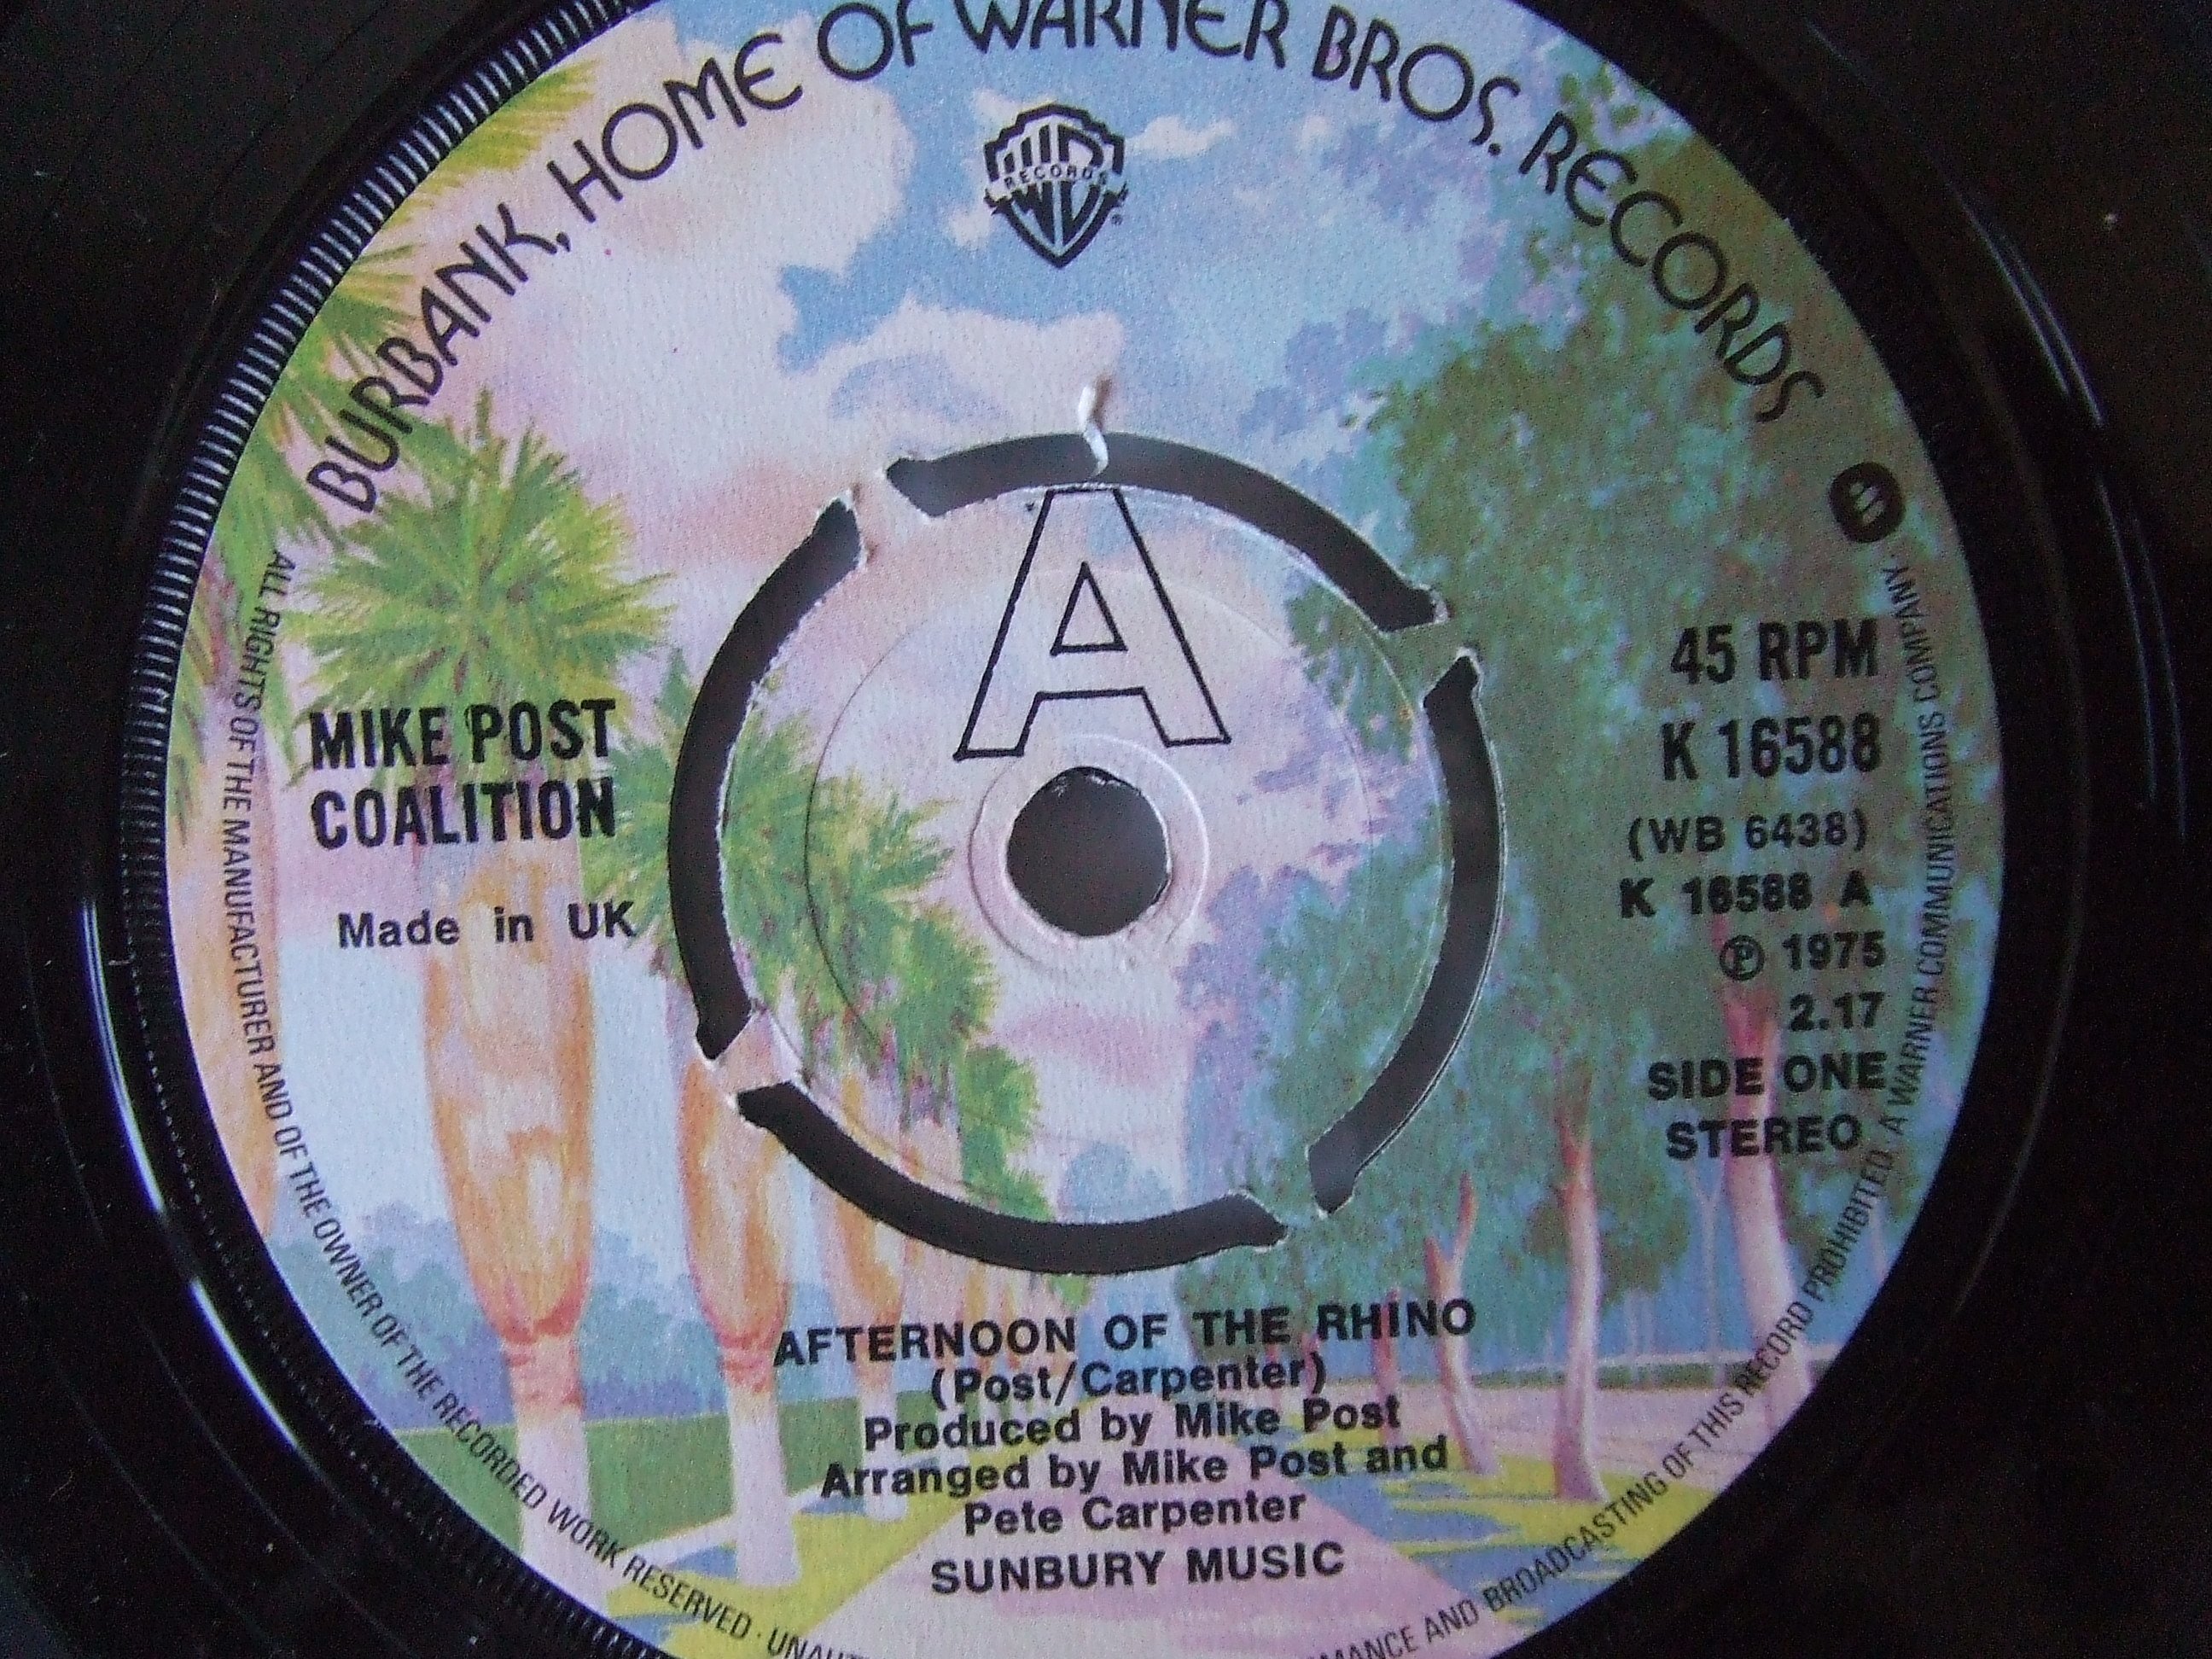 BURBANK, HOME OF WARNER BROS. RECORDS
RECORDS
A
45 RPM
K 16588
(WB 6438)
K 16588 A
Ⓟ 1975
2.17
SIDE ONE
STEREO
MIKE POST
COALITION
Made in UK
AFTERNOON OF THE RHINO
(Post/Carpenter)
Produced by Mike Post
Arranged by Mike Post and
Pete Carpenter
SUNBURY MUSIC
ALL RIGHTS OF THE MANUFACTURER AND OF THE OWNER OF THE RECORDED WORK RESERVED · AND BROADCASTING OF THIS RECORD PROHIBITED. A WARNER COMMUNICATIONS COMPANY